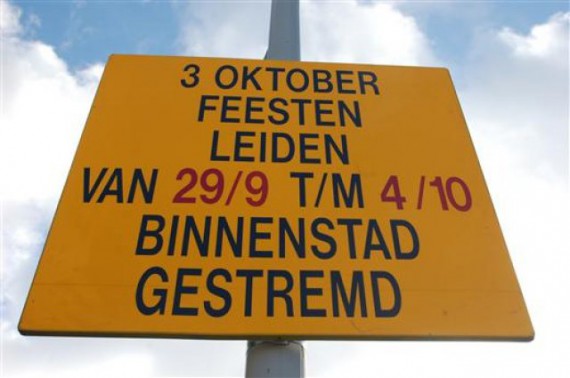 3 OKTOBER
FEESTEN
LEIDEN
VAN 29/9 T/M 4/10
BINNENSTAD
GESTREMD